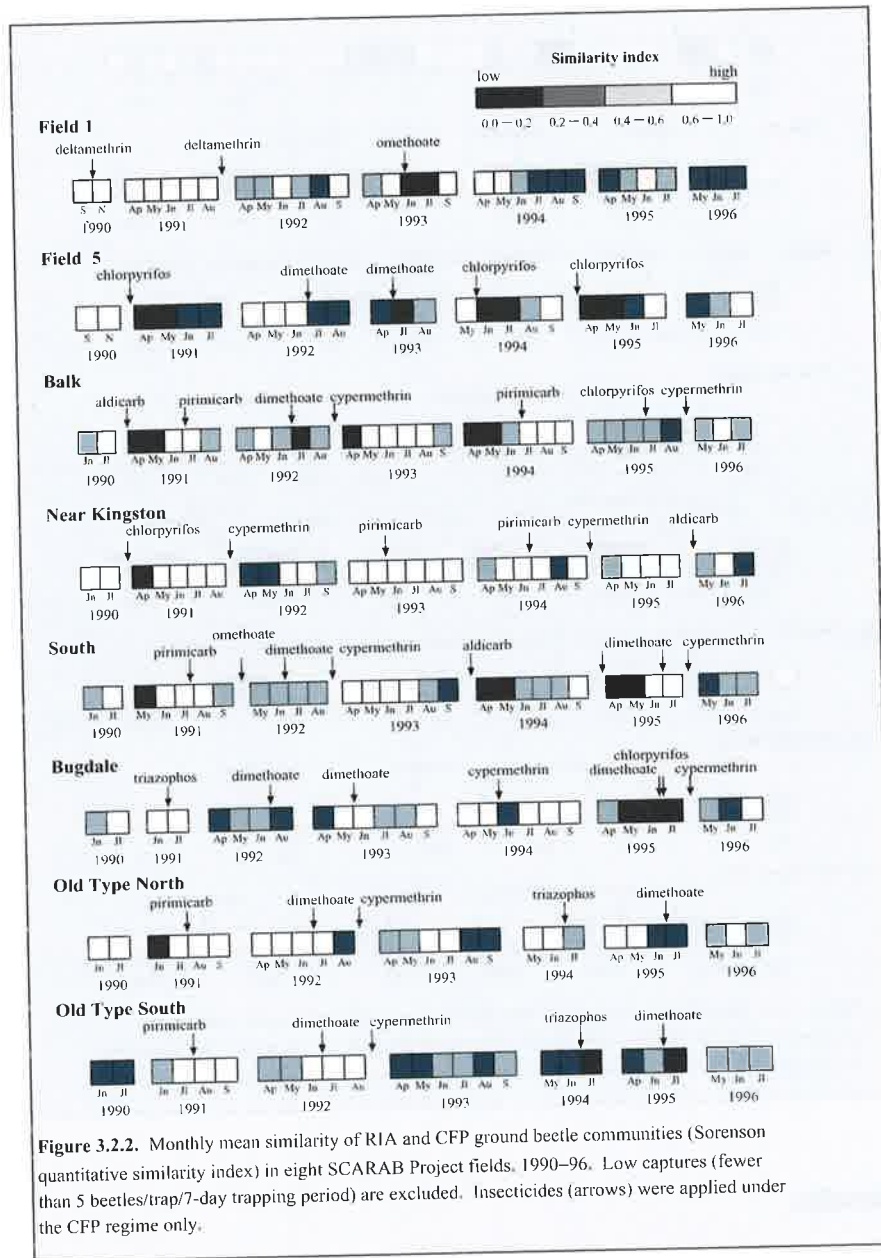 Similarity index
low high
0.0 – 0.2 0.2 – 0.4 0.4 – 0.6 0.6 – 1.0
Field 1
deltamethrin deltamethrin omethoate
S N Ap My Jn Jl Au Ap My Jn Jl Au S Ap My Jn Jl S Ap My Jn Jl Au S Ap My Jn Jl My Jn Jl
1990 1991 1992 1993 1994 1995 1996
Field 5
chlorpyrifos dimethoate dimethoate chlorpyrifos chlorpyrifos
S N Ap My Jn Jl Ap My Jn Jl Au Ap Jl Au My Jn Jl Au S Ap My Jn Jl My Jn Jl
1990 1991 1992 1993 1994 1995 1996
Balk
aldicarb pirimicarb dimethoate cypermethrin pirimicarb chlorpyrifos cypermethrin
Jn Jl Ap My Jn Jl Au Ap My Jn Jl Au Ap My Jn Jl Au S Ap My Jn Jl Au S Ap My Jn Jl Au My Jn Jl
1990 1991 1992 1993 1994 1995 1996
Near Kingston
chlorpyrifos cypermethrin pirimicarb pirimicarb cypermethrin aldicarb
Jn Jl Ap My Jn Jl Au Ap My Jn Jl S Ap My Jn Jl Au S Ap My Jn Jl Au S Ap My Jn Jl My Jn Jl
1990 1991 1992 1993 1994 1995 1996
South
omethoate
pirimicarb dimethoate cypermethrin aldicarb dimethoate cypermethrin
Jn Jl My Jn Jl Au S My Jn Jl Au Ap My Jn Jl Au S Ap My Jn Jl Au S Ap My Jn Jl My Jn Jl
1990 1991 1992 1993 1994 1995 1996
Bugdale
chlorpyrifos
triazophos dimethoate dimethoate cypermethrin dimethoate cypermethrin
Jn Jl Jn Jl Ap My Jn Au Ap My Jn Jl Au S Ap My Jn Jl Au S Ap My Jn Jl My Jn Jl
1990 1991 1992 1993 1994 1995 1996
Old Type North
pirimicarb dimethoate cypermethrin triazophos dimethoate
Jn Jl Jn Jl Au S Ap My Jn Jl Au Ap My Jn Jl Au S My Jn Jl Ap My Jn Jl My Jn Jl
1990 1991 1992 1993 1994 1995 1996
Old Type South
pirimicarb dimethoate cypermethrin triazophos dimethoate
Jn Jl Jn Jl Au S Ap My Jn Jl Au Ap My Jn Jl Au S My Jn Jl Ap Jn Jl My Jn Jl
1990 1991 1992 1993 1994 1995 1996
Figure 3.2.2. Monthly mean similarity of RIA and CFP ground beetle communities (Sorenson
quantitative similarity index) in eight SCARAB Project fields. 1990–96. Low captures (fewer
than 5 beetles/trap/7-day trapping period) are excluded. Insecticides (arrows) were applied under
the CFP regime only.